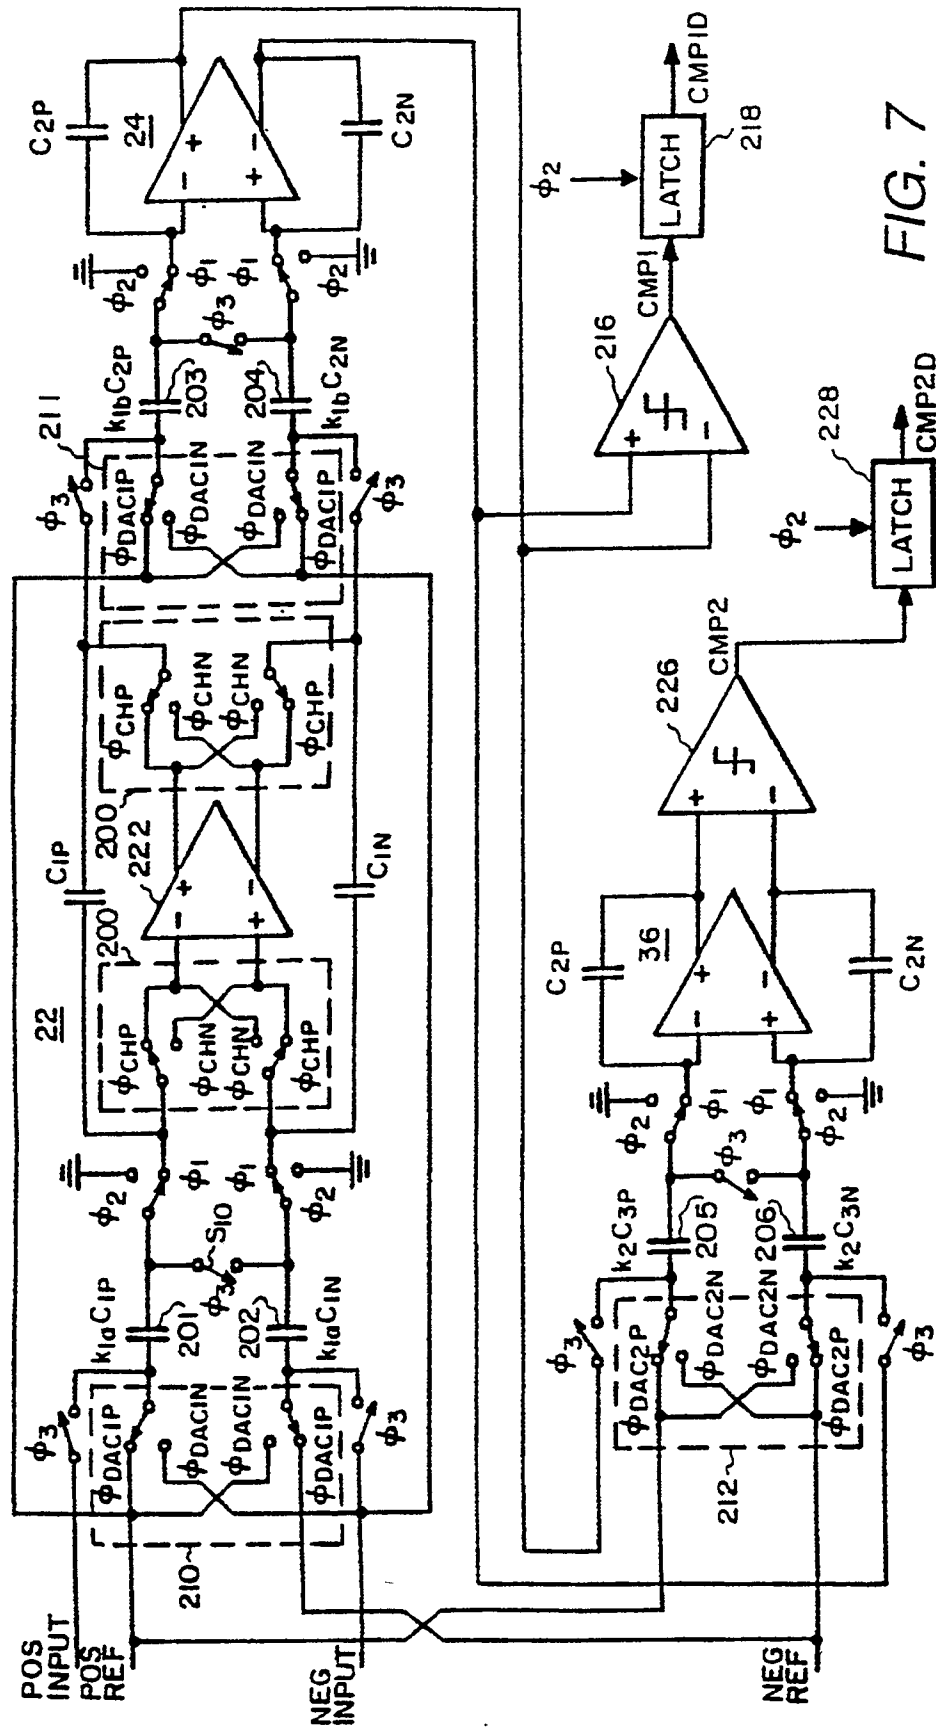 POS
INPUT
POS
REF
NEG
INPUT
NEG
REF
ϕ3
ϕDAC1P
ϕDAC1N
ϕDAC1N
ϕDAC1P
ϕ3
210
k1aC1P
201
202
k1aC1N
ϕ3
S10
ϕ2
ϕ1
ϕ1
ϕ2
22
ϕCHP
ϕCHN
ϕCHN
ϕCHP
200
C1P
222
- +
+ -
C1N
200
ϕCHP
ϕCHN
ϕCHN
ϕCHP
211
ϕ3
ϕDAC1P
ϕDAC1N
ϕDAC1N
ϕDAC1P
ϕ3
k1bC2P
203
204
k1bC2N
ϕ3
ϕ2
ϕ1
ϕ1
ϕ2
C2P
24
- +
+ -
C2N
212
ϕ3
ϕDAC2P
ϕDAC2N
ϕDAC2N
ϕDAC2P
ϕ3
k2C3P
205
206
k2C3N
ϕ3
ϕ2
ϕ1
ϕ1
ϕ2
C2P
36
- +
+ -
C2N
226
+
-
CMP2
ϕ2
LATCH
228
CMP2D
216
+
-
CMP1
ϕ2
LATCH
218
CMP1D
FIG. 7